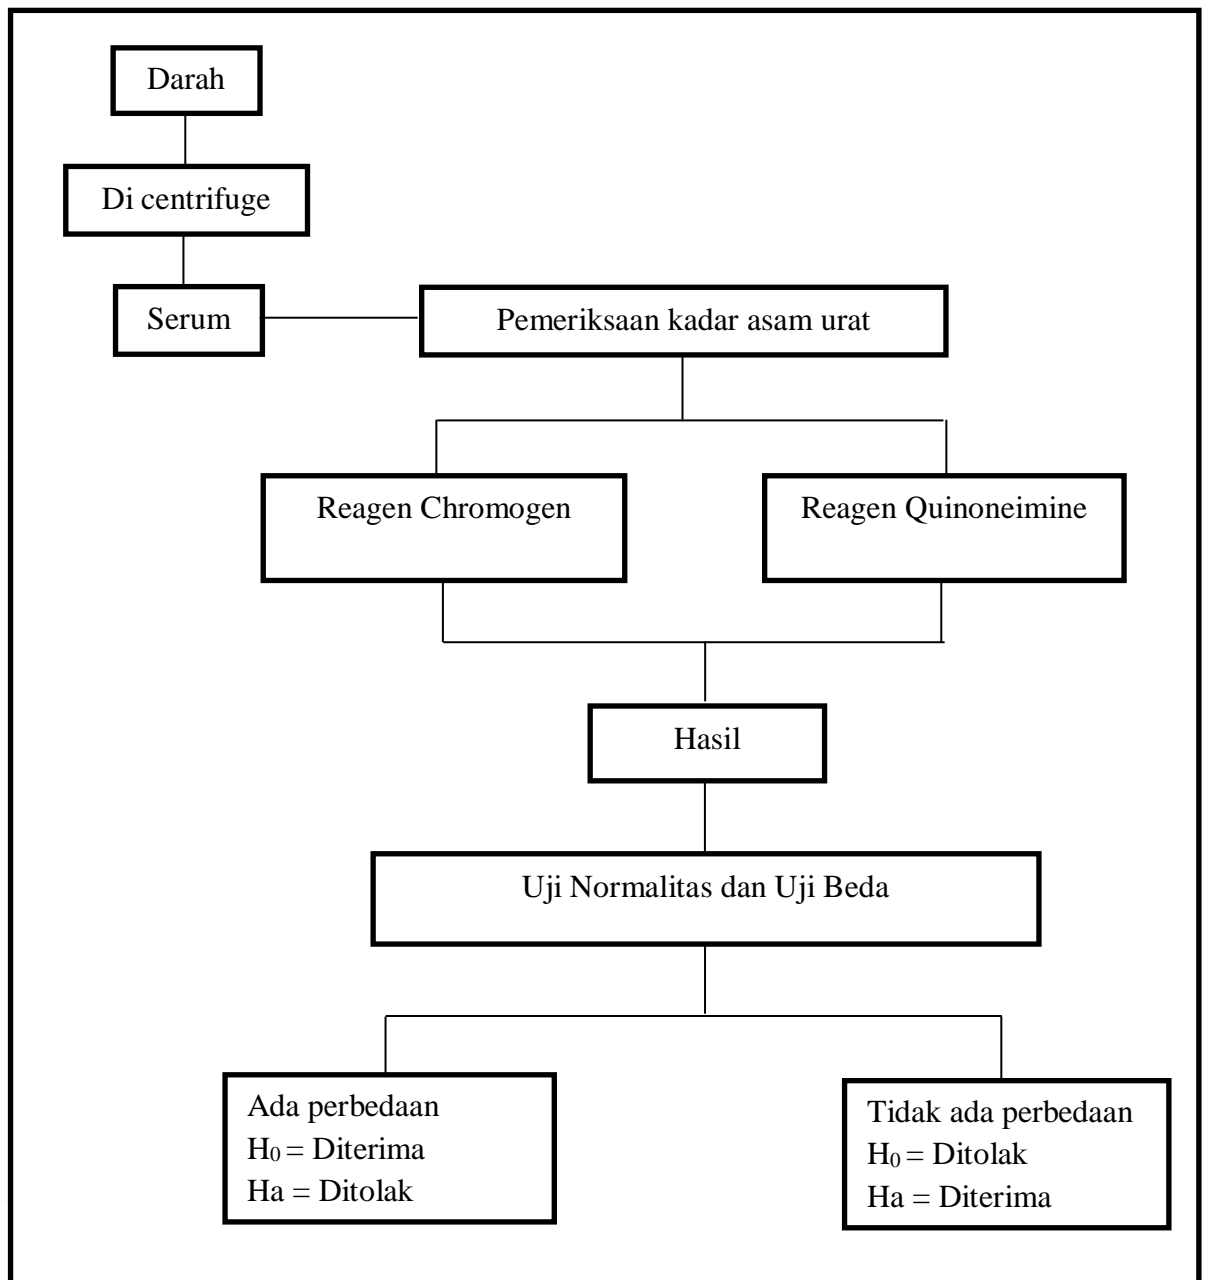 Darah
Di centrifuge
Serum
Pemeriksaan kadar asam urat
Reagen Chromogen
Reagen Quinoneimine
Hasil
Uji Normalitas dan Uji Beda
Ada perbedaan
H₀ = Diterima
Ha = Ditolak
Tidak ada perbedaan
H₀ = Ditolak
Ha = Diterima